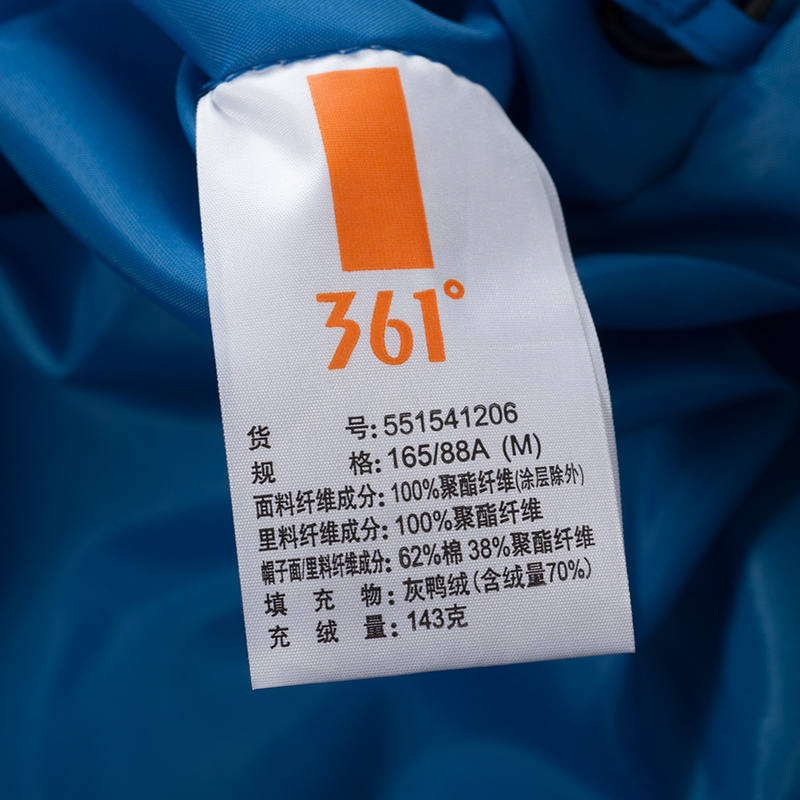 361°
货 号:551541206
规 格:165/88A (M)
面料纤维成分:100%聚酯纤维(涂层除外)
里料纤维成分:100%聚酯纤维
帽子面/里料纤维成分:62%棉 38%聚酯纤维
填 充 物:灰鸭绒(含绒量70%)
充 绒 量:143克